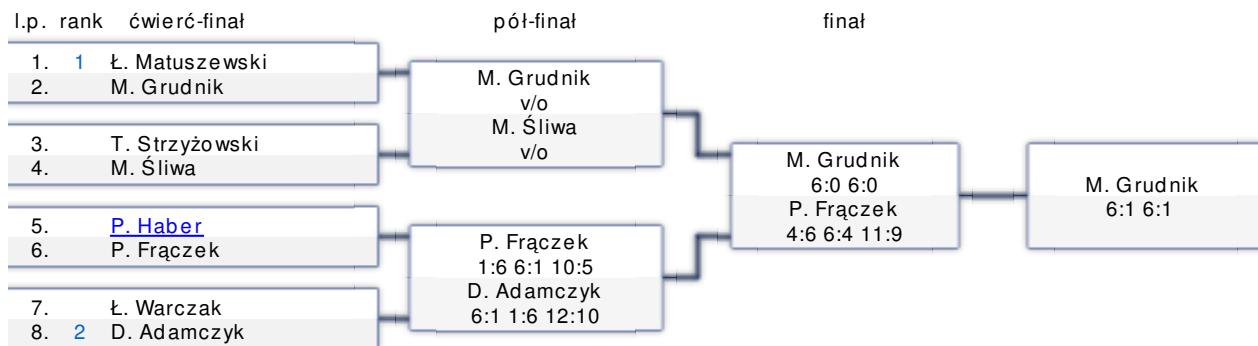 l.p. rank ćwierć-finał pół-finał finał
1. 1 Ł. Matuszewski
2. M. Grudnik
3. T. Strzyżowski
4. M. Śliwa
5. P. Haber
6. P. Frączek
7. Ł. Warczak
8. 2 D. Adamczyk
M. Grudnik
v/o
M. Śliwa
v/o
P. Frączek
1:6 6:1 10:5
D. Adamczyk
6:1 1:6 12:10
M. Grudnik
6:0 6:0
P. Frączek
4:6 6:4 11:9
M. Grudnik
6:1 6:1